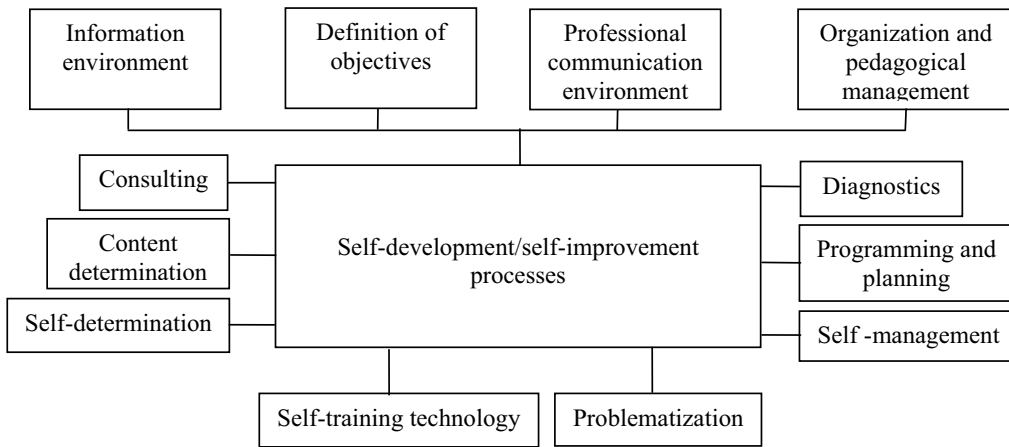 Information
environment
Definition of
objectives
Professional
communication
environment
Organization and
pedagogical
management
Consulting
Content
determination
Self-determination
Self-development/self-improvement
processes
Diagnostics
Programming and
planning
Self -management
Self-training technology
Problematization